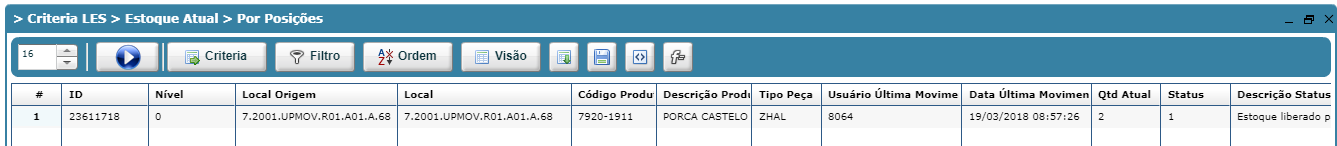 > Criteria LES > Estoque Atual > Por Posições
16 Criteria Filtro Ordem Visão
# ID Nível Local Origem Local Código Produ Descrição Produ Tipo Peça Usuário Última Movime Data Última Movimen Qtd Atual Status Descrição Status
1 23611718 0 7.2001.UPMOV.R01.A01.A.68 7.2001.UPMOV.R01.A01.A.68 7920-1911 PORCA CASTELO ZHAL 8064 19/03/2018 08:57:26 2 1 Estoque liberado p